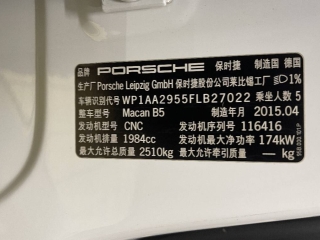 品牌 PORSCHE 保时捷 制造国 德国
生产厂 Porsche Leipzig GmbH 保时捷股份公司莱比锡工厂 1%
车辆识别代号 WP1AA2955FLB27022 乘坐人数 5
整车型号 Macan B5 制造年月 2015.04
发动机型号 CNC 发动机序列号 116416
发动机排量 1984cc 发动机最大净功率 174kW
最大允许总质量 2510kg 最大允许牵引质量 — kg